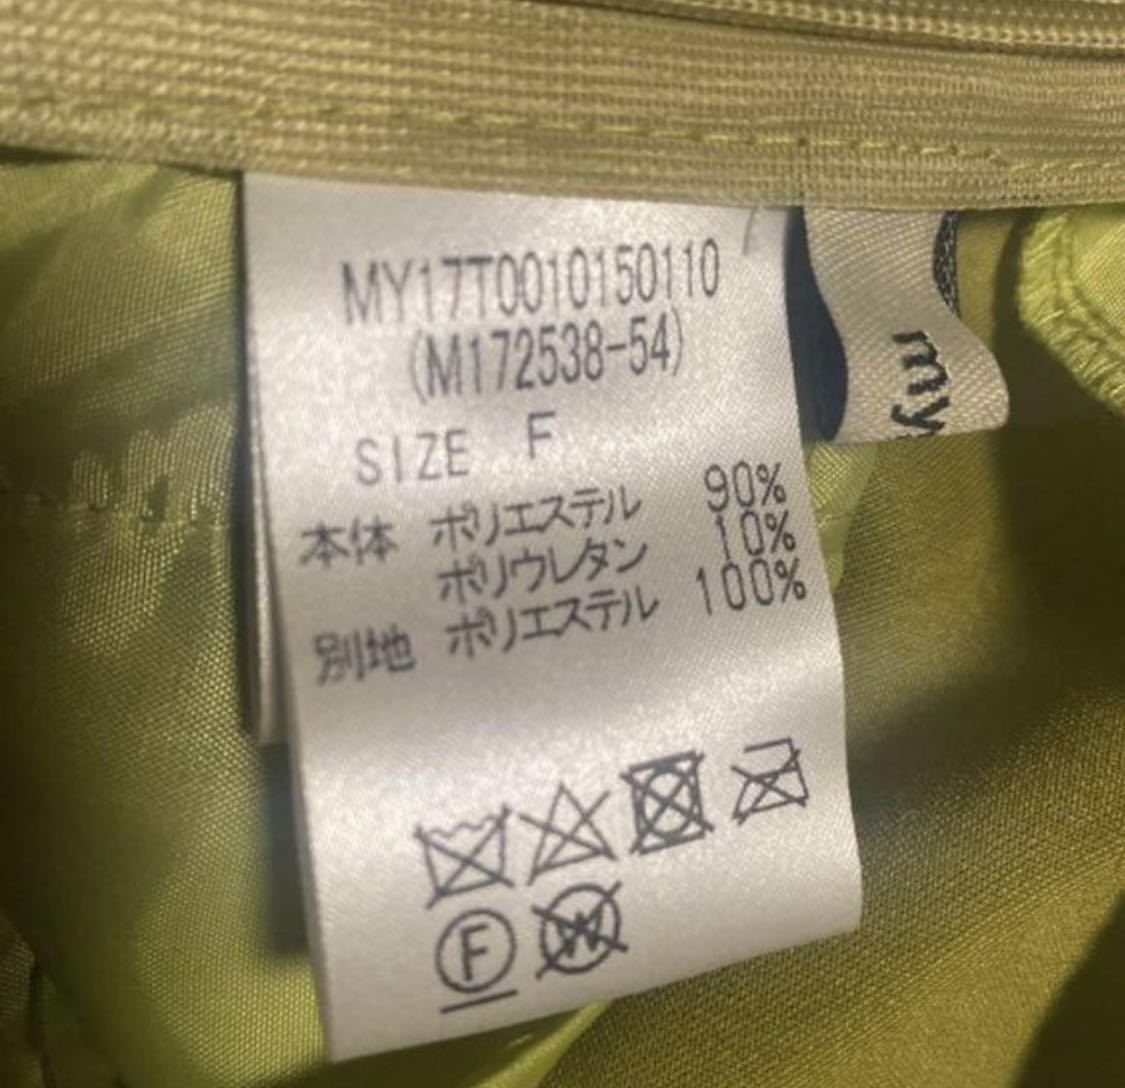 MY17T0010150110
(M172538-54)
SIZE F
本体 ポリエステル 90%
ポリウレタン 10%
別地 ポリエステル 100%
F W
my